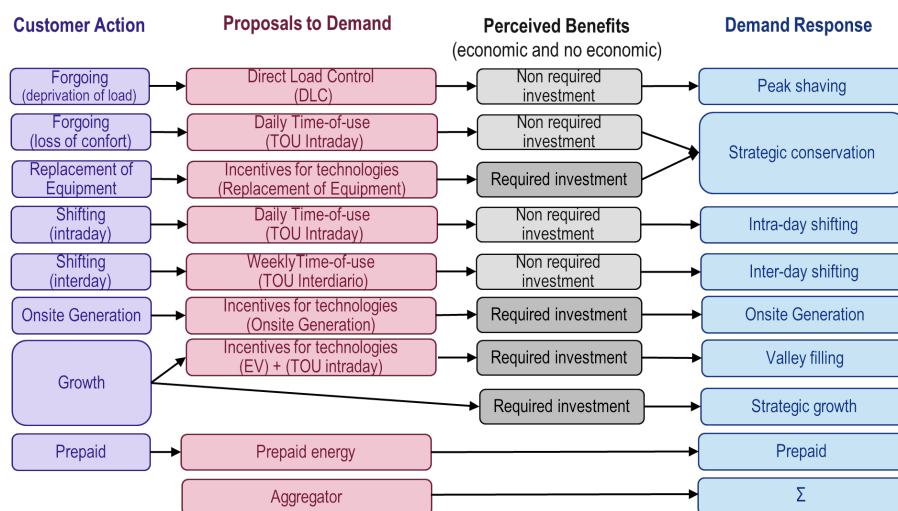 Customer Action
Proposals to Demand
Perceived Benefits
(economic and no economic)
Demand Response
Forgoing
(deprivation of load)
Direct Load Control
(DLC)
Non required
investment
Peak shaving
Forgoing
(loss of confort)
Daily Time-of-use
(TOU Intraday)
Non required
investment
Strategic conservation
Replacement of
Equipment
Incentives for technologies
(Replacement of Equipment)
Required investment
Shifting
(intraday)
Daily Time-of-use
(TOU Intraday)
Non required
investment
Intra-day shifting
Shifting
(interday)
WeeklyTime-of-use
(TOU Interdiario)
Non required
investment
Inter-day shifting
Onsite Generation
Incentives for technologies
(Onsite Generation)
Required investment
Onsite Generation
Growth
Incentives for technologies
(EV) + (TOU intraday)
Required investment
Valley filling
Required investment
Strategic growth
Prepaid
Prepaid energy
Prepaid
Aggregator
Σ